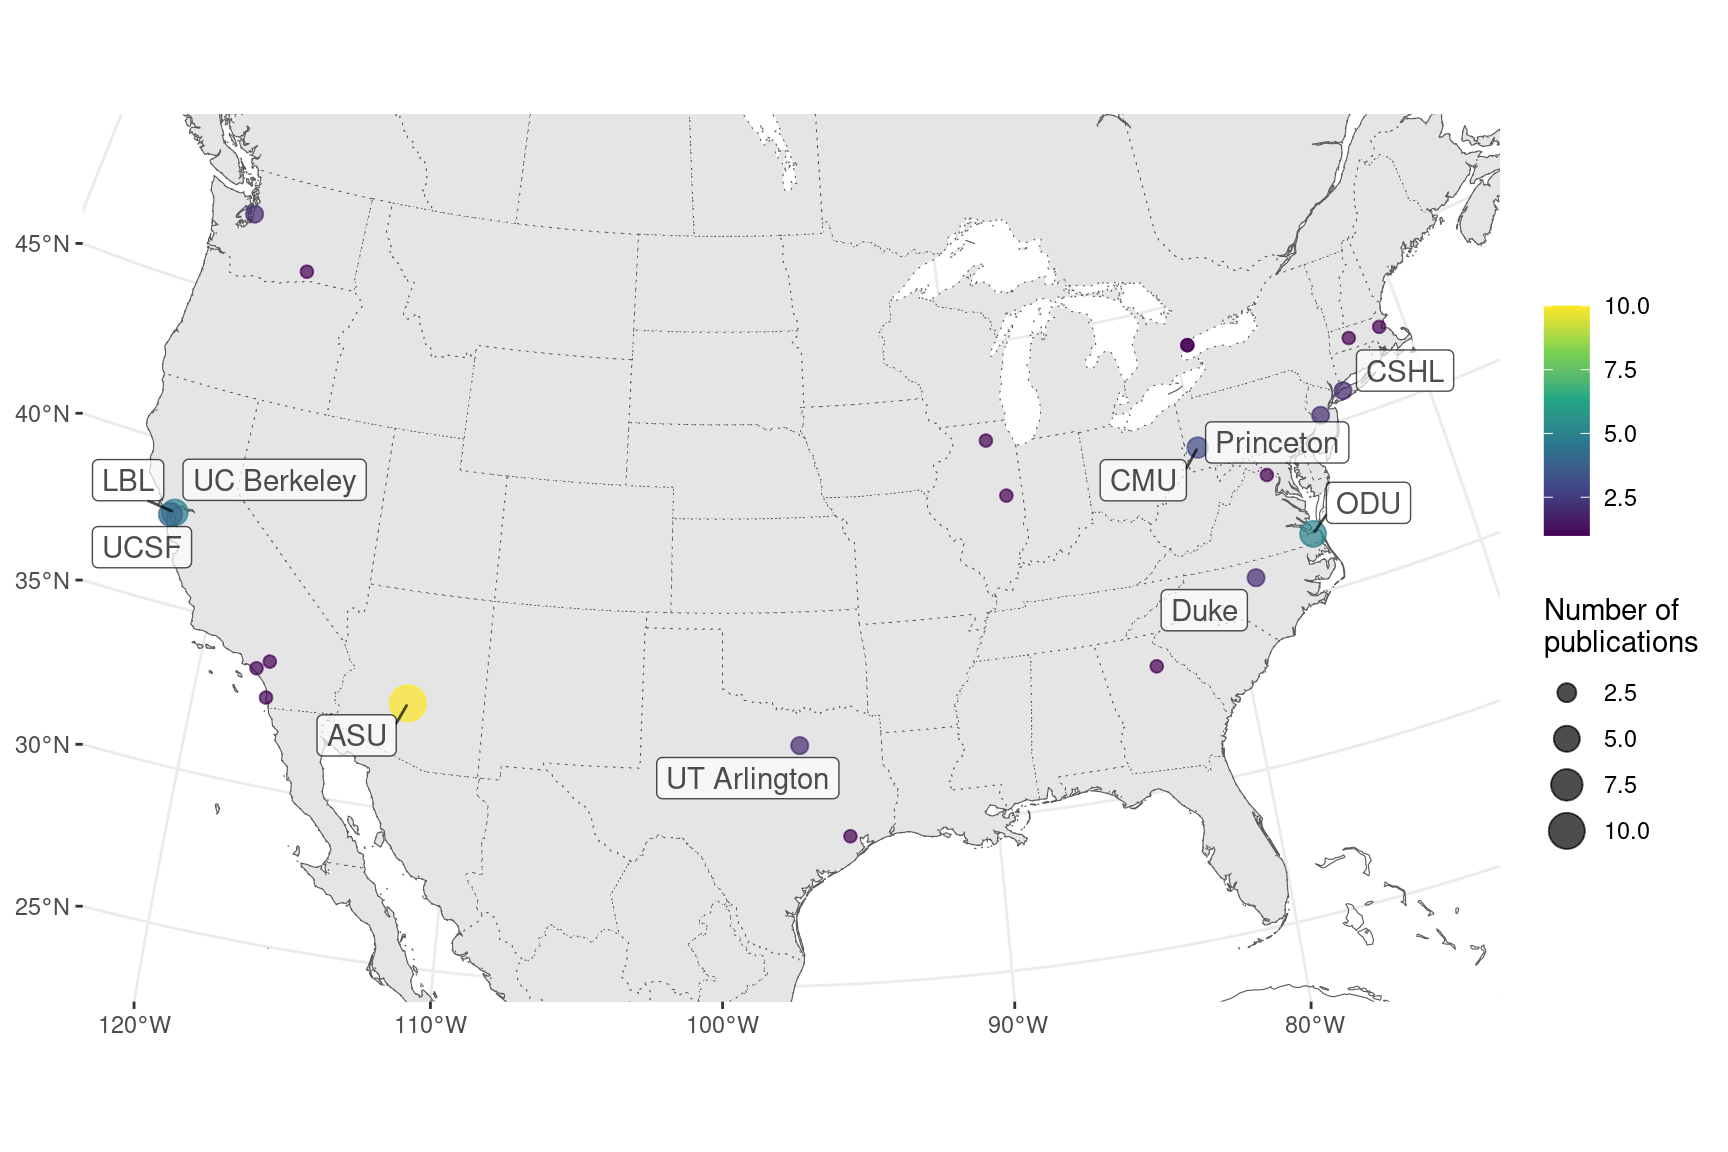 45°N
40°N
35°N
30°N
25°N
120°W
110°W
100°W
90°W
80°W
LBL
UC Berkeley
UCSF
ASU
UT Arlington
CSHL
Princeton
CMU
ODU
Duke
10.0
7.5
5.0
2.5
Number of
publications
2.5
5.0
7.5
10.0